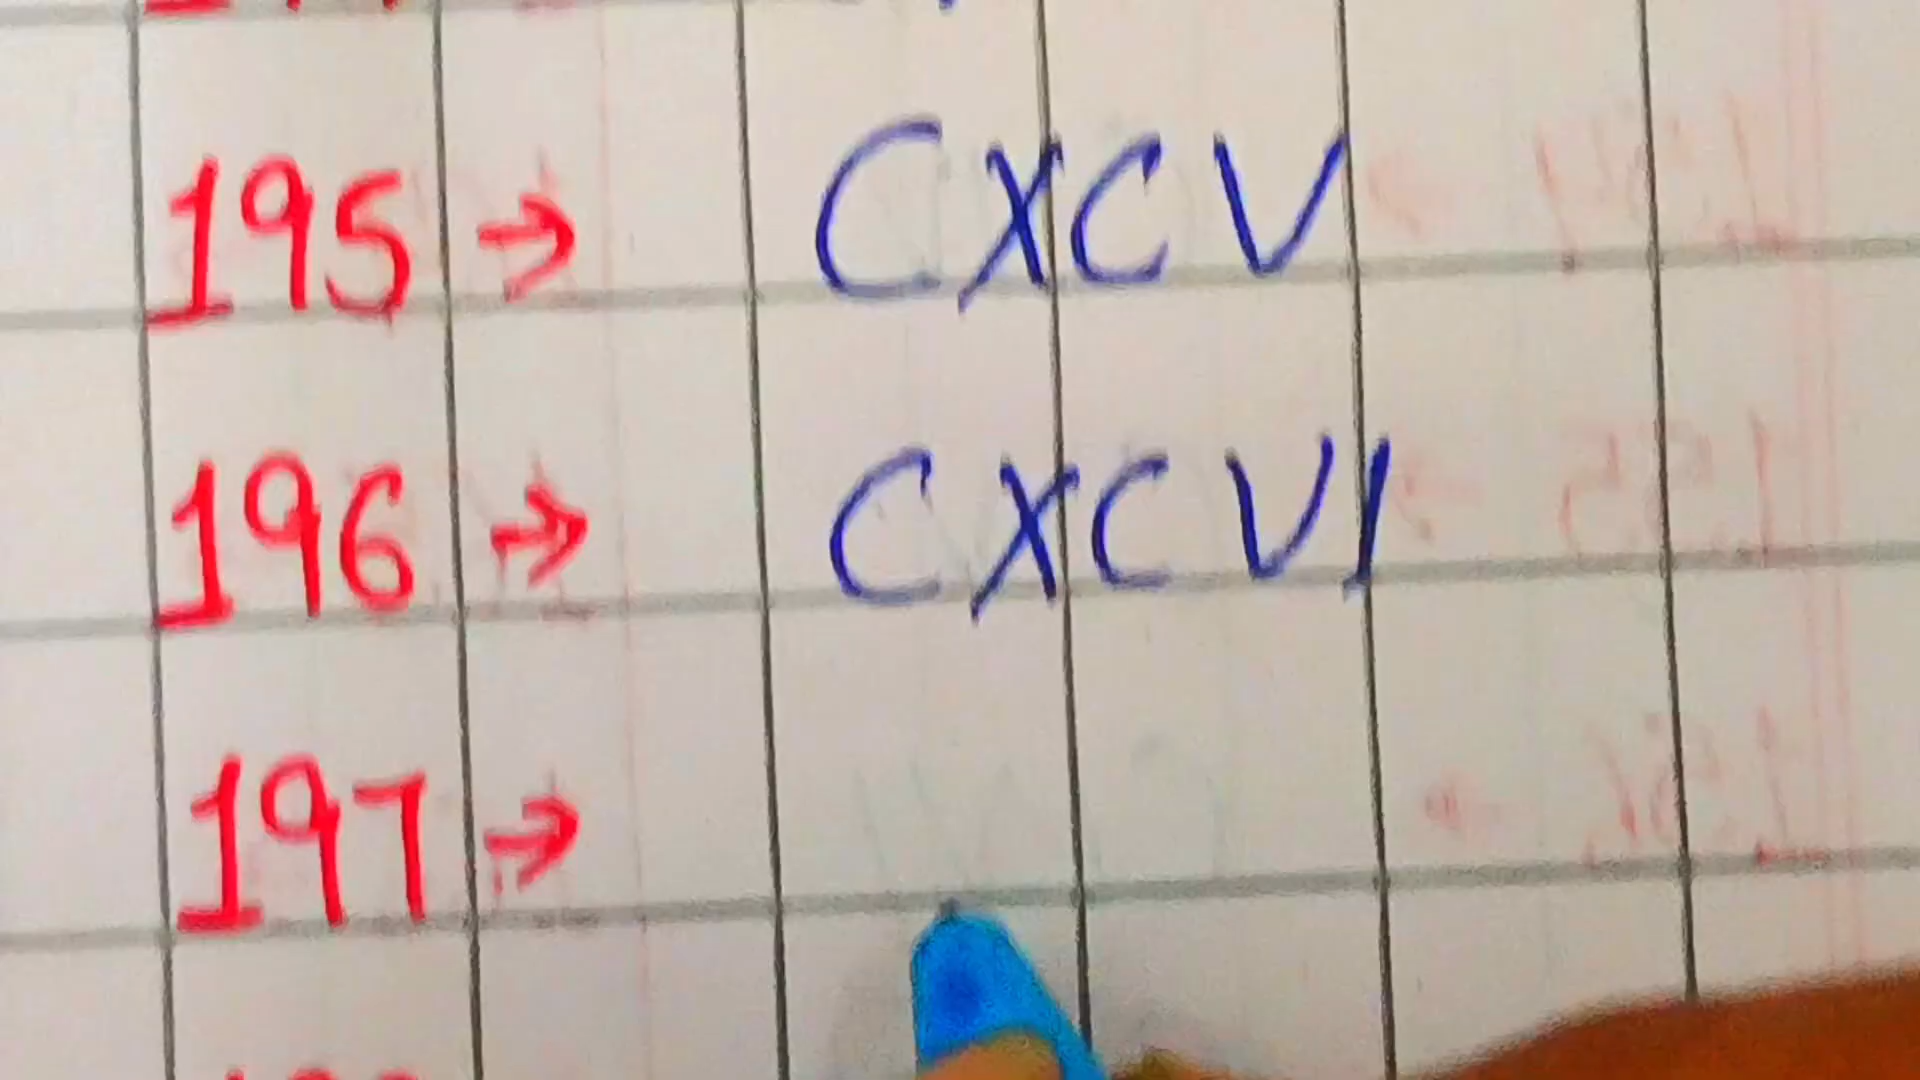 195 → CXCV
196 → CXCVI
197 →